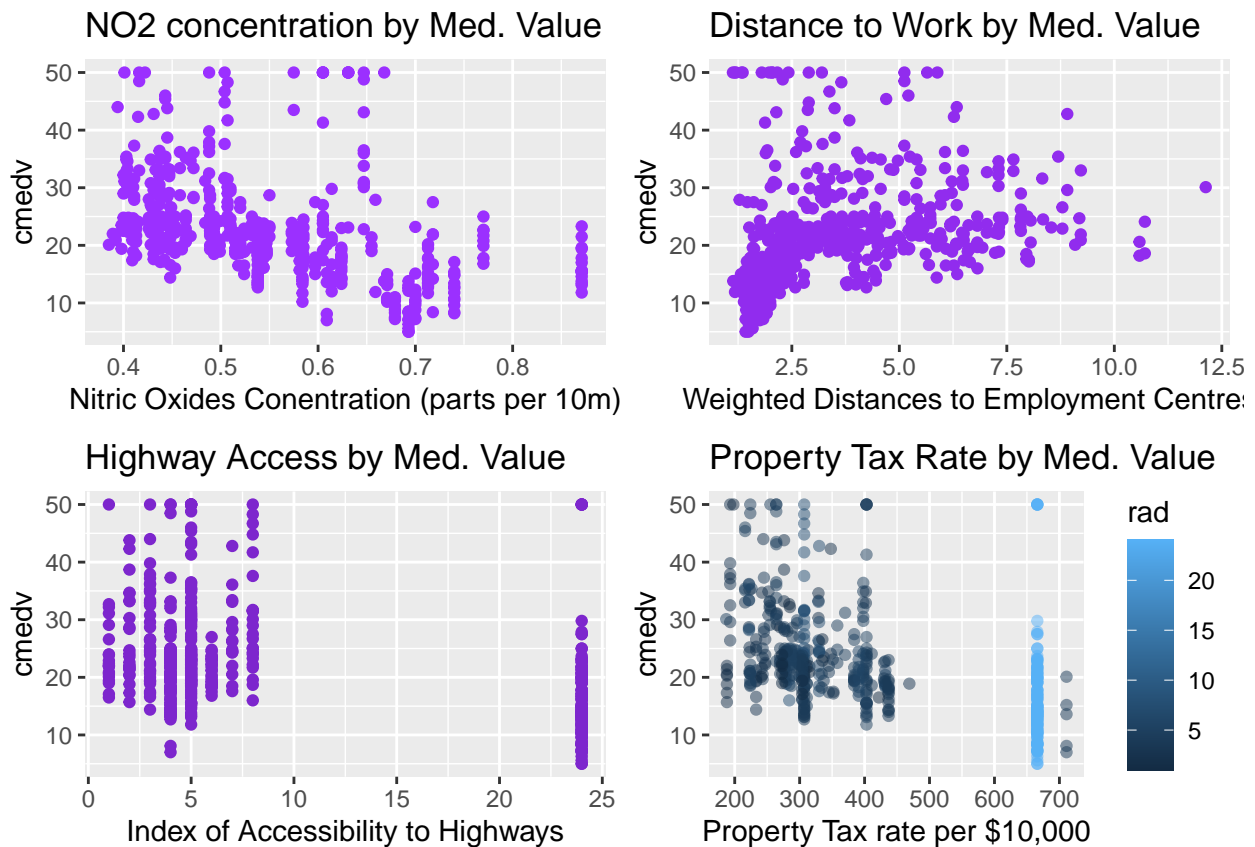 NO2 concentration by Med. Value
50
40
30
20
10
cmedv
0.4 0.5 0.6 0.7 0.8
Nitric Oxides Conentration (parts per 10m)
Distance to Work by Med. Value
50
40
30
20
10
cmedv
2.5 5.0 7.5 10.0 12.5
Weighted Distances to Employment Centres
Highway Access by Med. Value
50
40
30
20
10
cmedv
0 5 10 15 20 25
Index of Accessibility to Highways
Property Tax Rate by Med. Value
50
40
30
20
10
cmedv
200 300 400 500 600 700
Property Tax rate per $10,000
rad
20
15
10
5